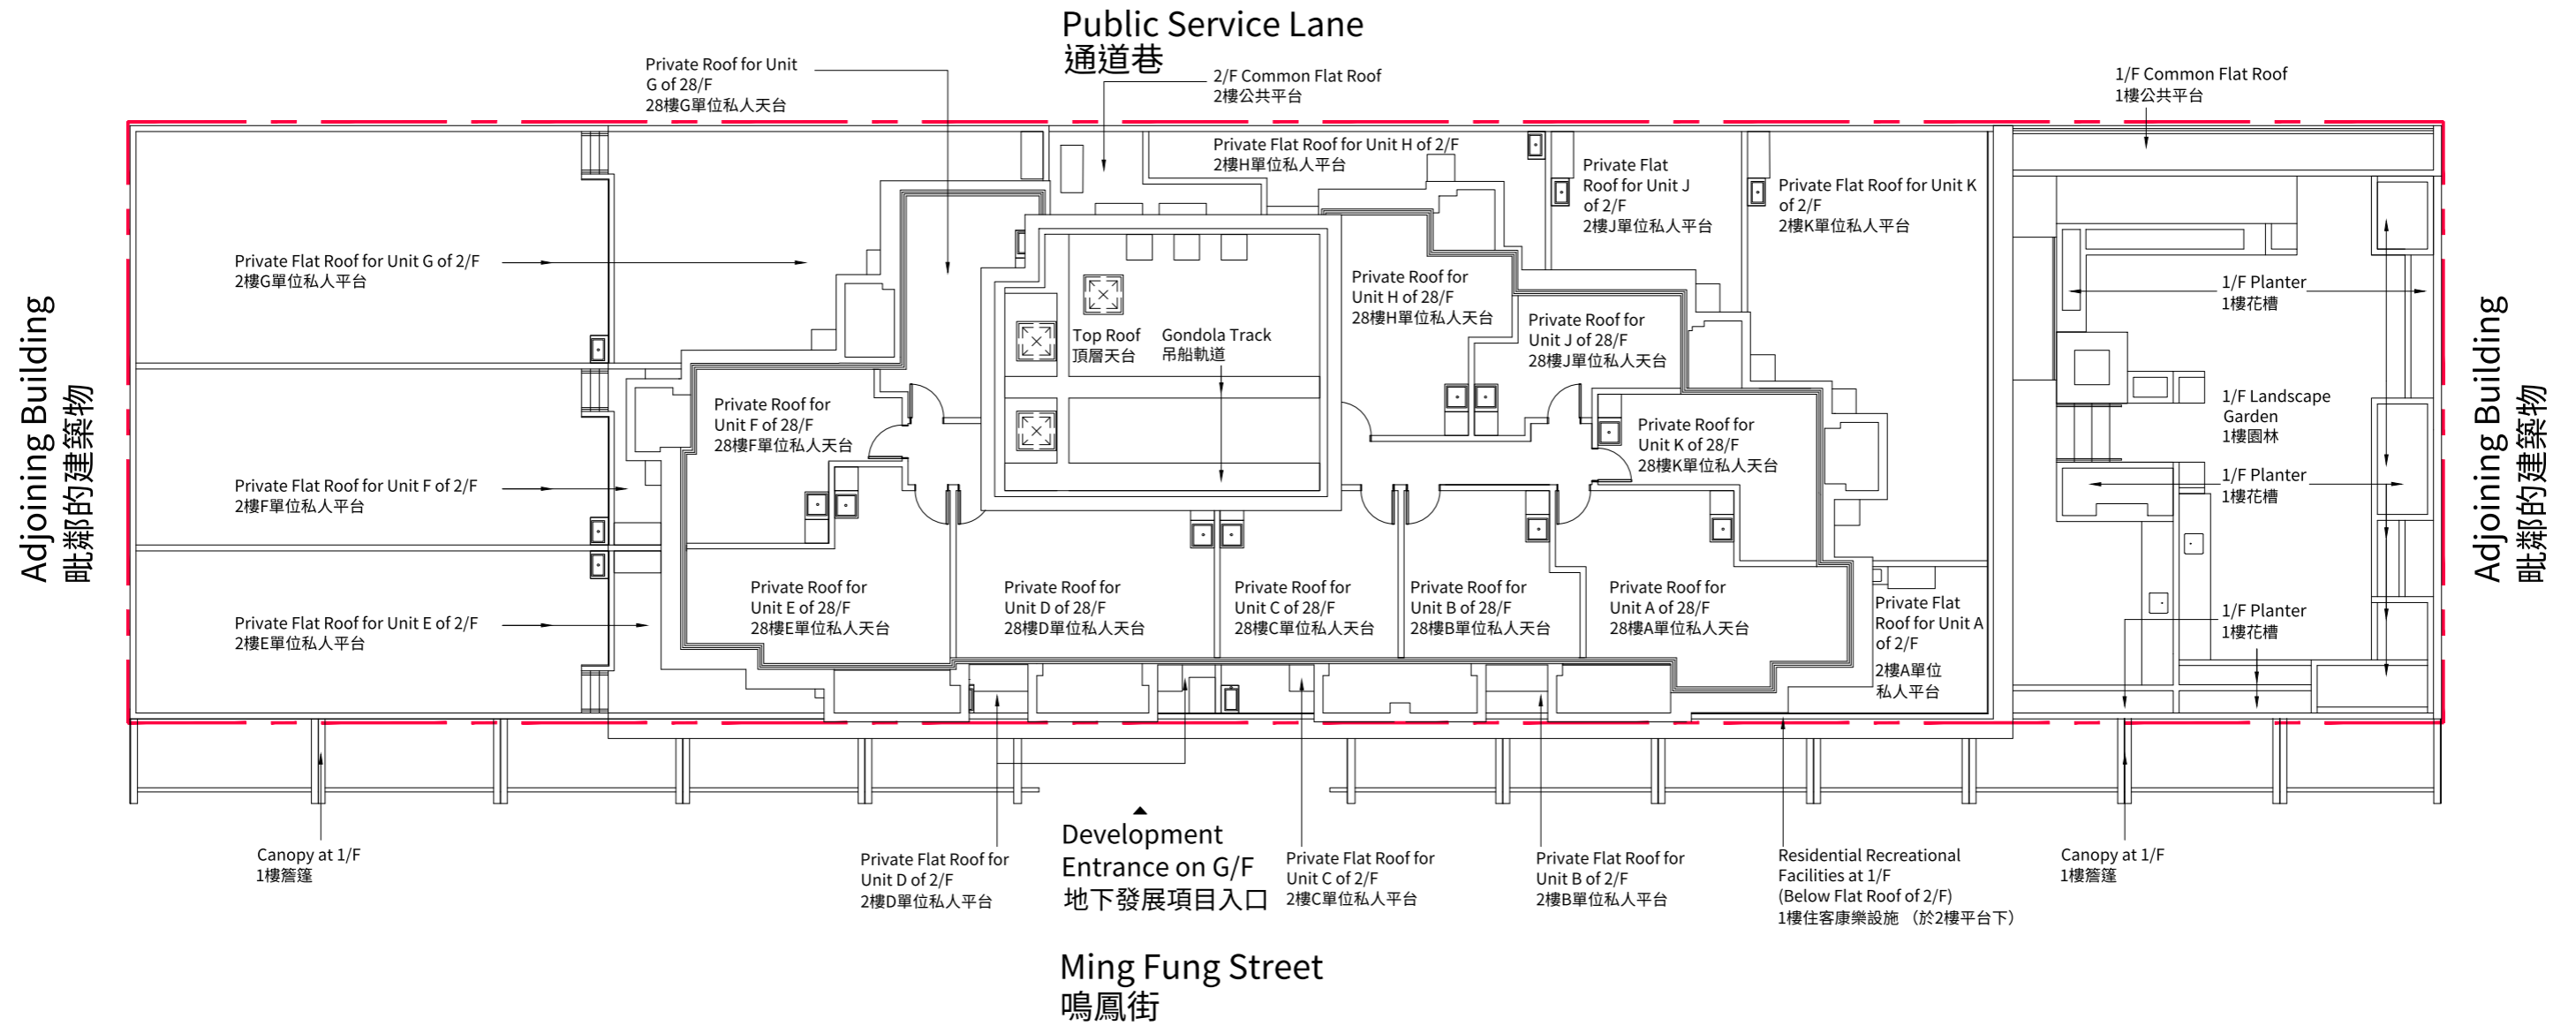 Public Service Lane
通道巷
Private Roof for Unit
G of 28/F
28樓G單位私人天台
2/F Common Flat Roof
2樓公共平台
1/F Common Flat Roof
1樓公共平台
Private Flat Roof for Unit H of 2/F
2樓H單位私人平台
Private Flat
Roof for Unit J
of 2/F
2樓J單位私人平台
Private Flat Roof for Unit K
of 2/F
2樓K單位私人平台
Private Flat Roof for Unit G of 2/F
2樓G單位私人平台
Private Roof for
Unit H of 28/F
28樓H單位私人天台
1/F Planter
1樓花槽
Adjoining Building
毗鄰的建築物
Top Roof
頂層天台
Gondola Track
吊船軌道
Private Roof for
Unit J of 28/F
28樓J單位私人天台
Adjoining Building
毗鄰的建築物
Private Roof for
Unit F of 28/F
28樓F單位私人天台
Private Roof for
Unit K of 28/F
28樓K單位私人天台
1/F Landscape
Garden
1樓園林
Private Flat Roof for Unit F of 2/F
2樓F單位私人平台
1/F Planter
1樓花槽
Private Roof for
Unit E of 28/F
28樓E單位私人天台
Private Roof for
Unit D of 28/F
28樓D單位私人天台
Private Roof for
Unit C of 28/F
28樓C單位私人天台
Private Roof for
Unit B of 28/F
28樓B單位私人天台
Private Roof for
Unit A of 28/F
28樓A單位私人天台
Private Flat
Roof for Unit A
of 2/F
2樓A單位
私人平台
1/F Planter
1樓花槽
Private Flat Roof for Unit E of 2/F
2樓E單位私人平台
Canopy at 1/F
1樓簷篷
Private Flat Roof for
Unit D of 2/F
2樓D單位私人平台
Development
Entrance on G/F
地下發展項目入口
Private Flat Roof for
Unit C of 2/F
2樓C單位私人平台
Private Flat Roof for
Unit B of 2/F
2樓B單位私人平台
Residential Recreational
Facilities at 1/F
(Below Flat Roof of 2/F)
1樓住客康樂設施 （於2樓平台下）
Canopy at 1/F
1樓簷篷
Ming Fung Street
鳴鳳街